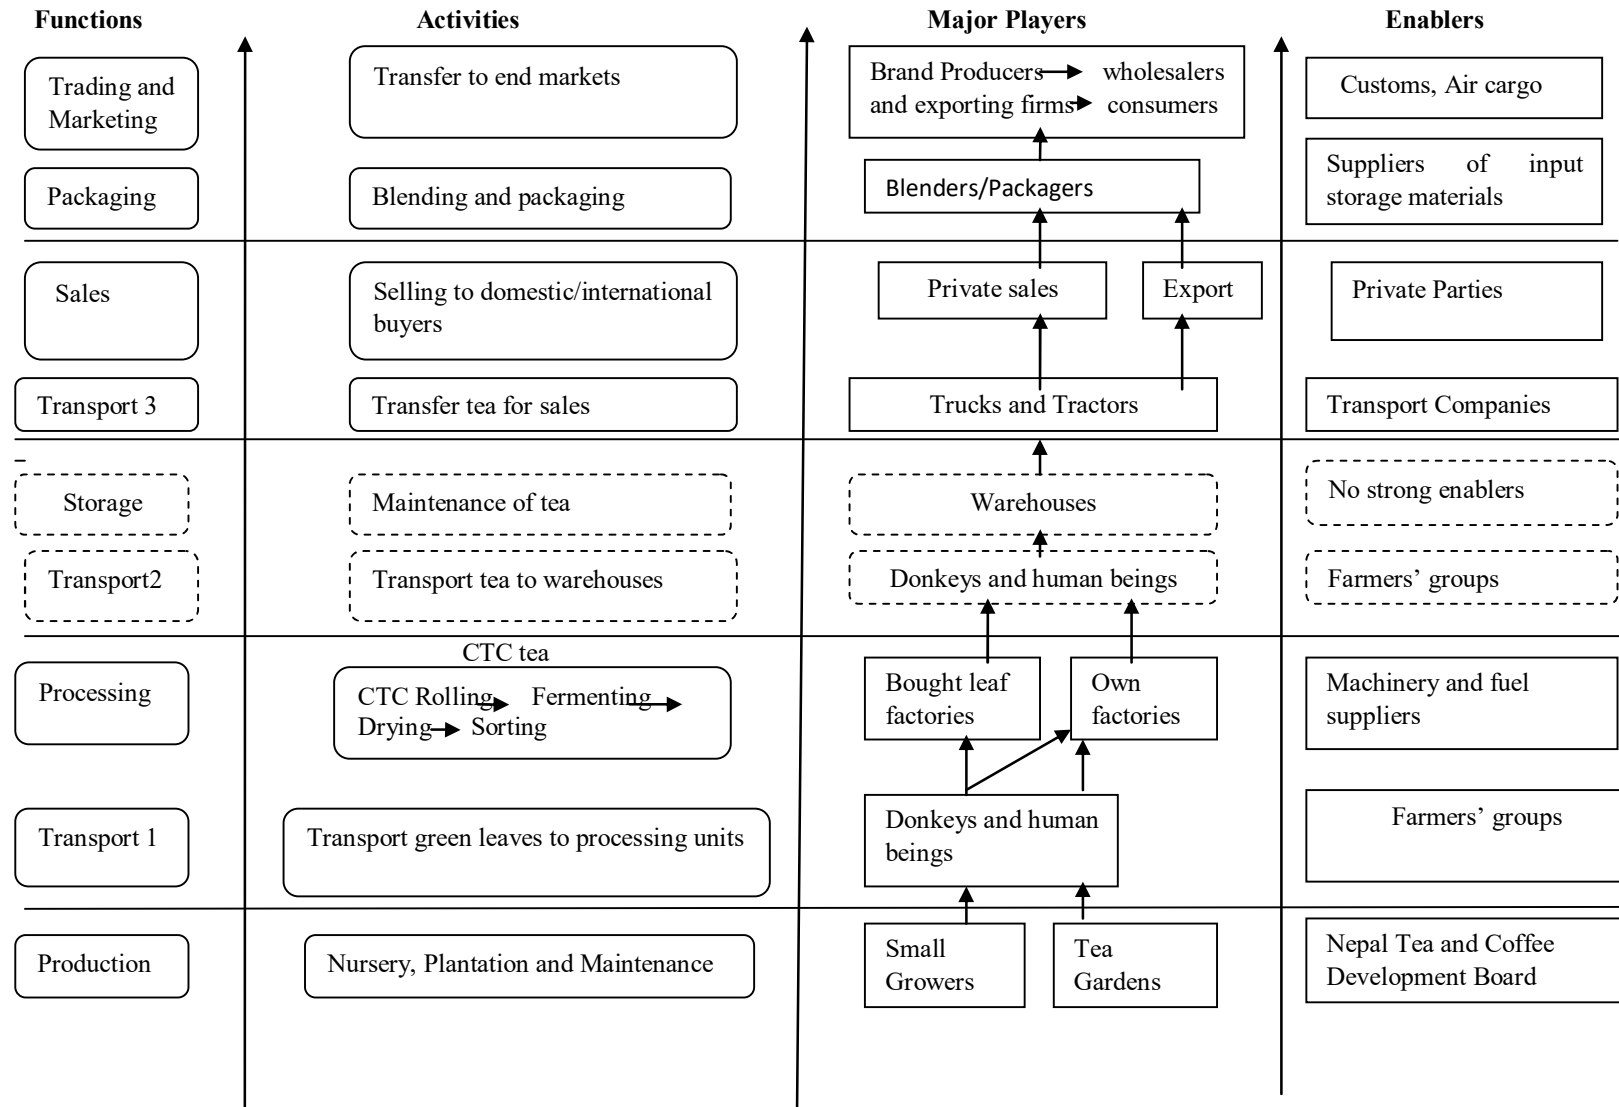 Functions
Activities
Major Players
Enablers
Trading and
Marketing
Transfer to end markets
Brand Producers wholesalers
and exporting firms consumers
Customs, Air cargo
Packaging
Blending and packaging
Blenders/Packagers
Suppliers of input
storage materials
Sales
Selling to domestic/international
buyers
Private sales
Export
Private Parties
Transport 3
Transfer tea for sales
Trucks and Tractors
Transport Companies
Storage
Maintenance of tea
Warehouses
No strong enablers
Transport2
Transport tea to warehouses
Donkeys and human beings
Farmers’ groups
Processing
CTC tea
CTC Rolling Fermenting
Drying Sorting
Bought leaf
factories
Own
factories
Machinery and fuel
suppliers
Transport 1
Transport green leaves to processing units
Donkeys and human
beings
Farmers’ groups
Production
Nursery, Plantation and Maintenance
Small
Growers
Tea
Gardens
Nepal Tea and Coffee
Development Board